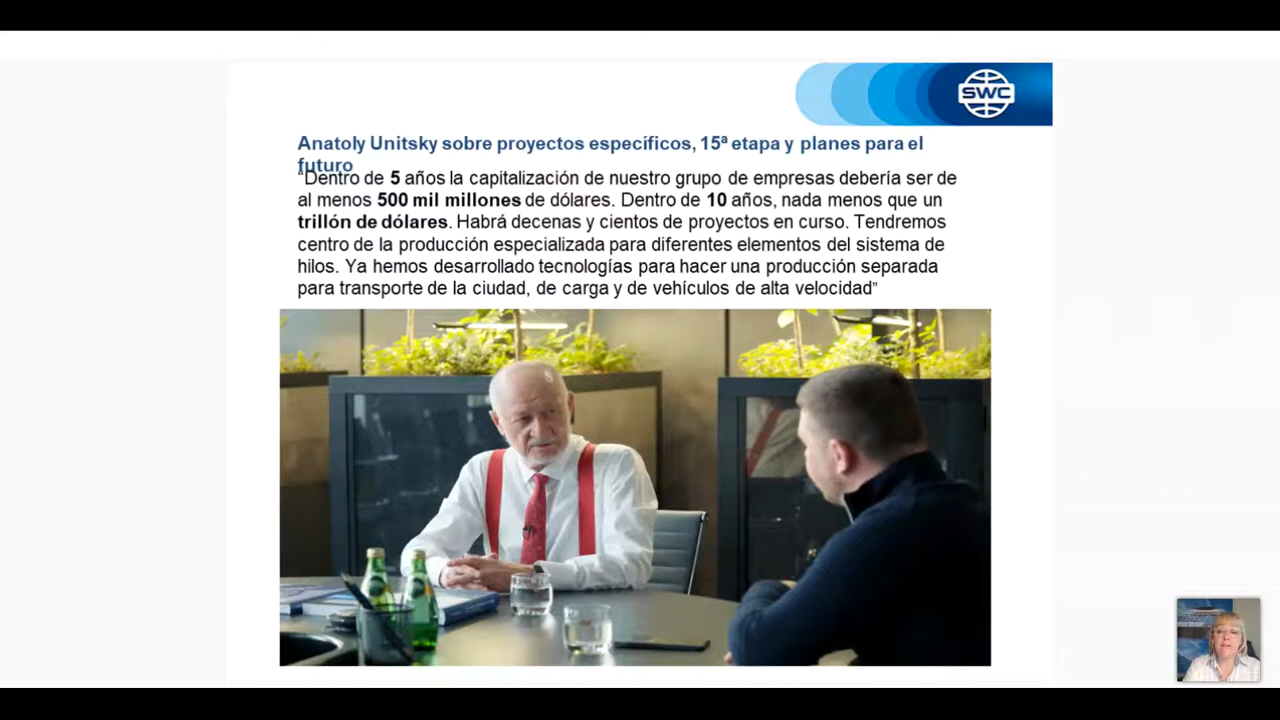 SWC
Anatoly Unitsky sobre proyectos específicos, 15ª etapa y planes para el
futuro
“Dentro de 5 años la capitalización de nuestro grupo de empresas debería ser de
al menos 500 mil millones de dólares. Dentro de 10 años, nada menos que un
trillón de dólares. Habrá decenas y cientos de proyectos en curso. Tendremos
centro de la producción especializada para diferentes elementos del sistema de
hilos. Ya hemos desarrollado tecnologías para hacer una producción separada
para transporte de la ciudad, de carga y de vehículos de alta velocidad”